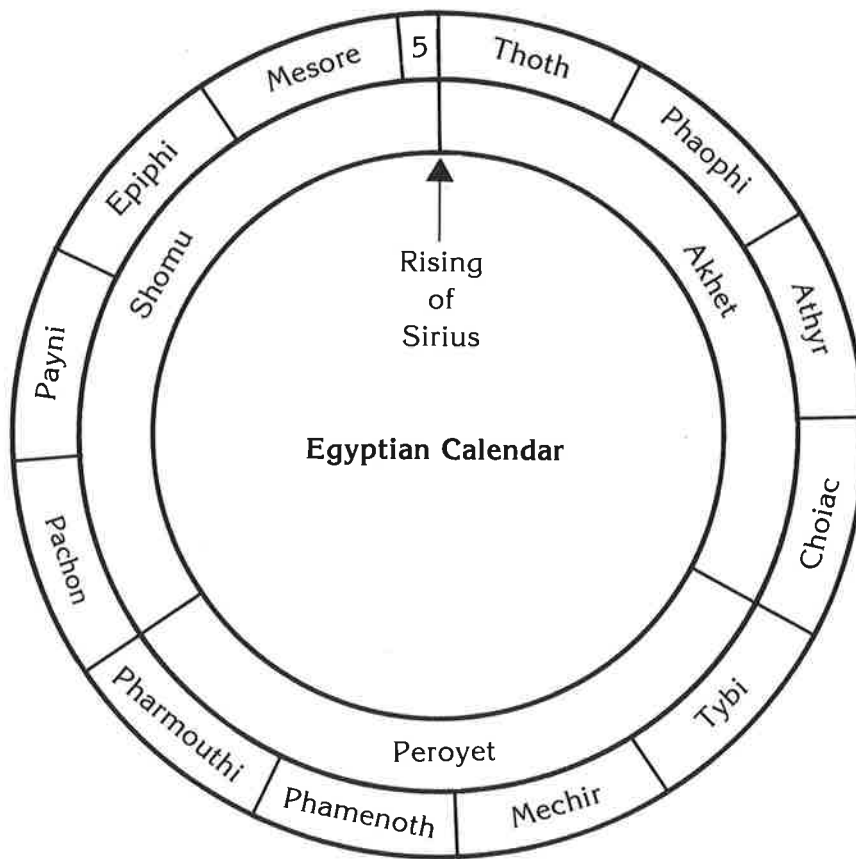 5
Thoth
Phaophi
Athyr
Choiac
Tybi
Mechir
Phamenoth
Pharmouthi
Pachon
Payni
Epiphi
Mesore
Akhet
Peroyet
Shomu
Rising
of
Sirius
Egyptian Calendar